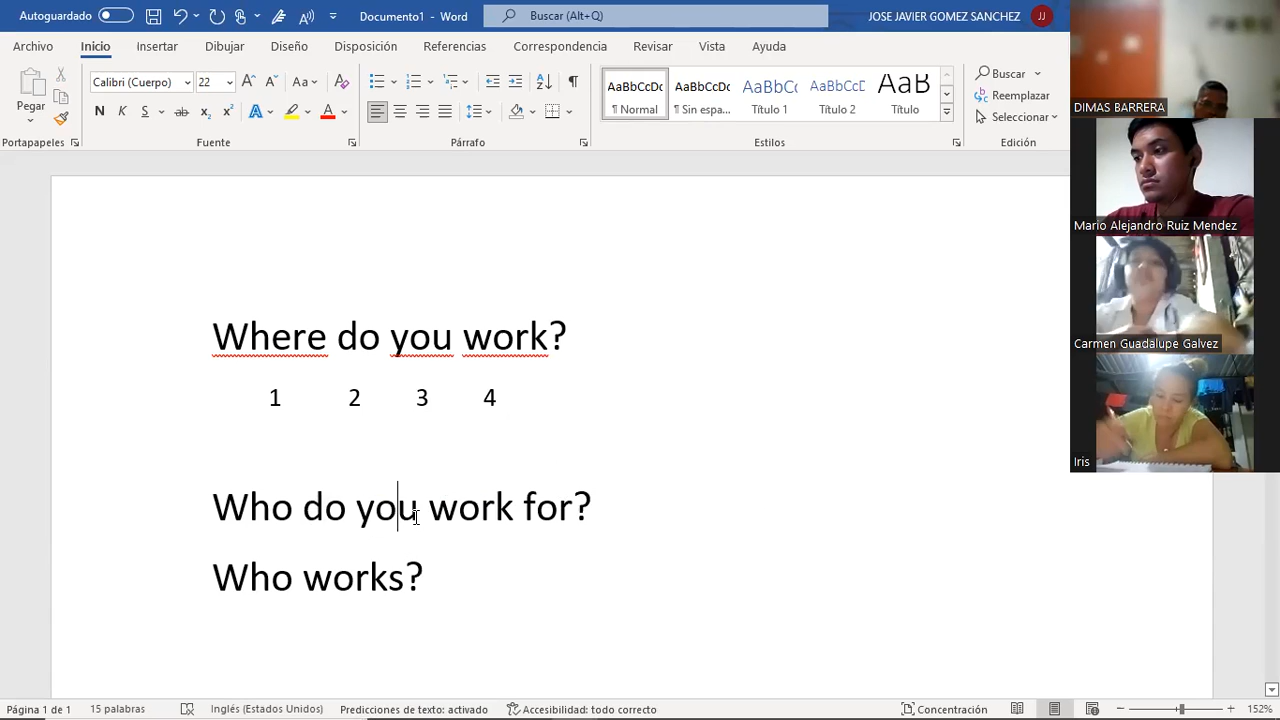 Autoguardado
Documento1 - Word
Buscar (Alt+Q)
JOSE JAVIER GOMEZ SANCHEZ
JJ
Archivo Inicio Insertar Dibujar Diseño Disposición Referencias Correspondencia Revisar Vista Ayuda
Pegar
Calibri (Cuerpo) 22
N K S
AaBbCcDc AaBbCcDc AaBbCc AaBbCcD AaB
¶ Normal ¶ Sin espa... Título 1 Título 2 Título
Buscar
Reemplazar
Seleccionar
Portapapeles Fuente Párrafo Estilos Edición
Where do you work?
1 2 3 4
Who do you work for?
Who works?
DIMAS BARRERA
Mario Alejandro Ruiz Mendez
Carmen Guadalupe Galvez
Iris
Página 1 de 1 15 palabras Inglés (Estados Unidos) Predicciones de texto: activado Accesibilidad: todo correcto Concentración 152%